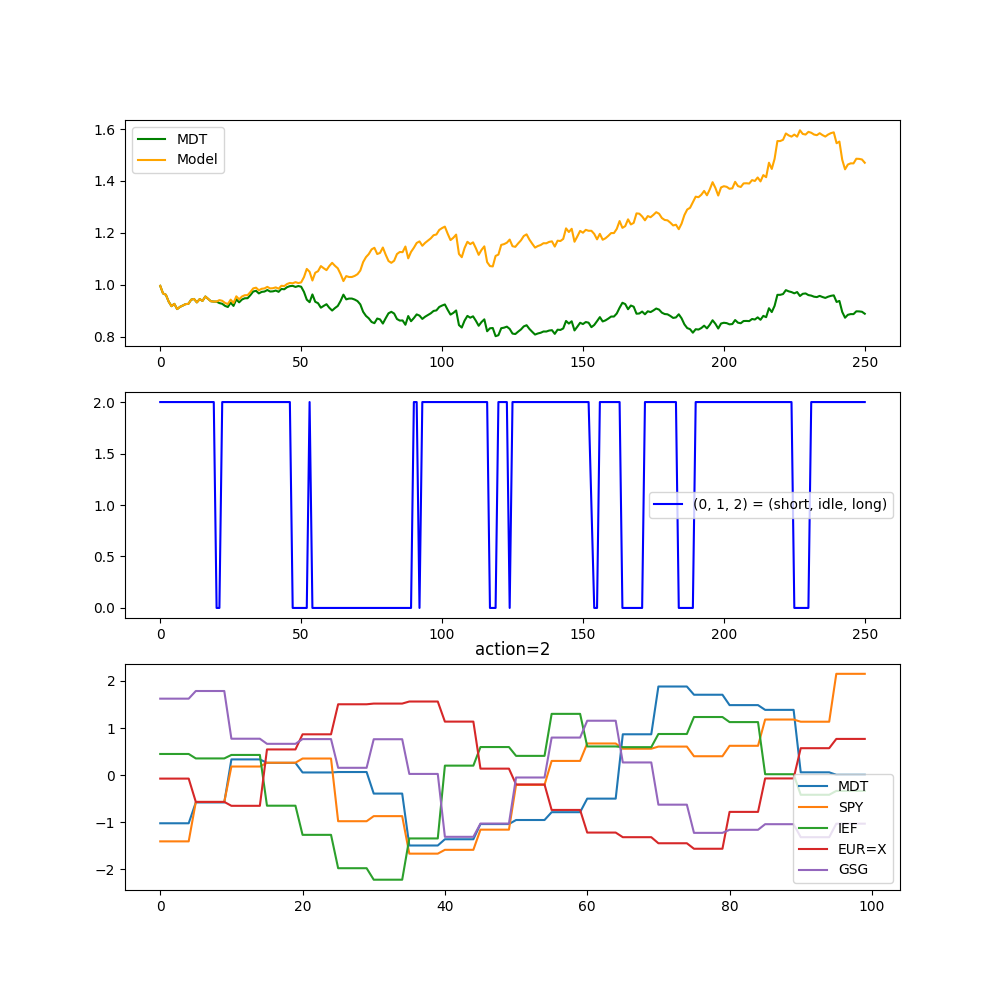 1.6
1.4
1.2
1.0
0.8
MDT
Model
0 50 100 150 200 250
2.0
1.5
1.0
0.5
0.0
(0, 1, 2) = (short, idle, long)
0 50 100 150 200 250
action=2
2
1
0
−1
−2
MDT
SPY
IEF
EUR=X
GSG
0 20 40 60 80 100